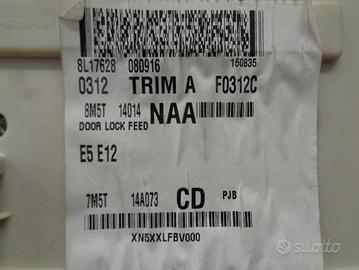 8L17628 080916 160835
0312 TRIM A F0312C
8M5T 14014 NAA
DOOR LOCK FEED
E5 E12
7M5T 14A073 CD PJB
XN5XXLFBV000
subito